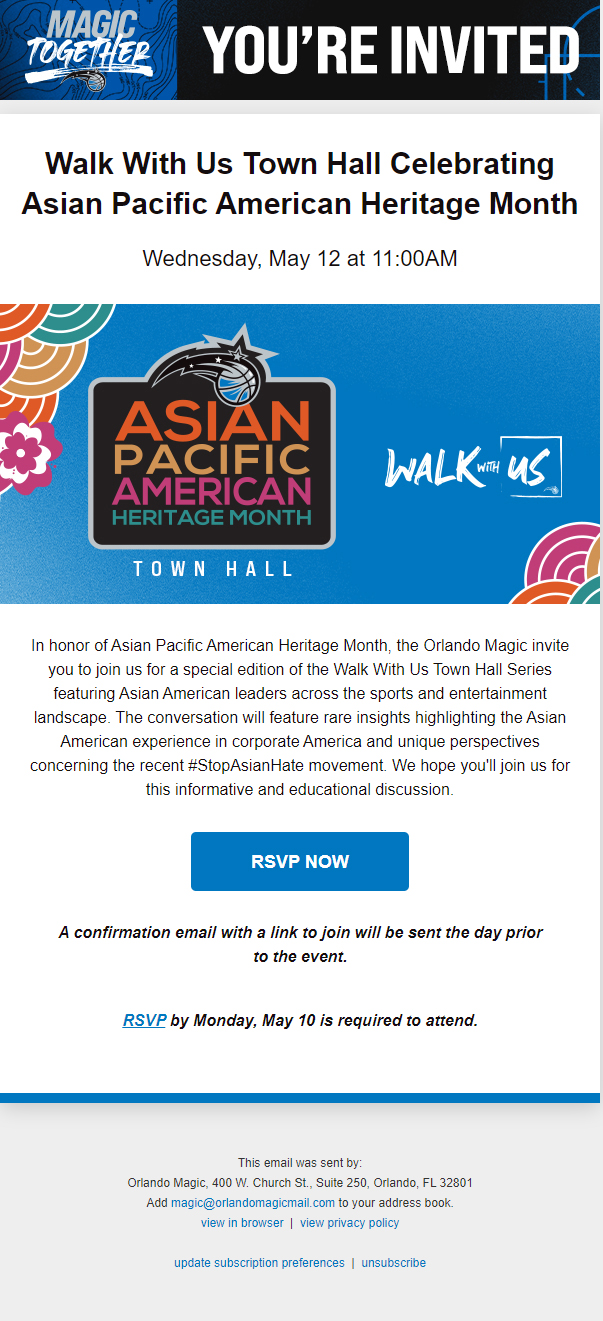 MAGIC
TOGETHER
YOU'RE INVITED
Walk With Us Town Hall Celebrating
Asian Pacific American Heritage Month
Wednesday, May 12 at 11:00AM
ASIAN
PACIFIC
AMERICAN
HERITAGE MONTH
TOWN HALL
WALK WITH US
In honor of Asian Pacific American Heritage Month, the Orlando Magic invite
you to join us for a special edition of the Walk With Us Town Hall Series
featuring Asian American leaders across the sports and entertainment
landscape. The conversation will feature rare insights highlighting the Asian
American experience in corporate America and unique perspectives
concerning the recent #StopAsianHate movement. We hope you'll join us for
this informative and educational discussion.
RSVP NOW
A confirmation email with a link to join will be sent the day prior
to the event.
RSVP by Monday, May 10 is required to attend.
This email was sent by:
Orlando Magic, 400 W. Church St., Suite 250, Orlando, FL 32801
Add magic@orlandomagicmail.com to your address book.
view in browser | view privacy policy
update subscription preferences | unsubscribe